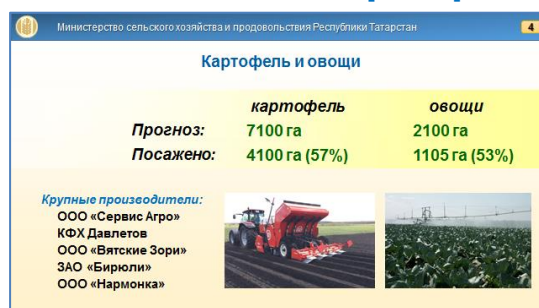 Министерство сельского хозяйства и продовольствия Республики Татарстан 4
Картофель и овощи
картофель овощи
Прогноз: 7100 га 2100 га
Посажено: 4100 га (57%) 1105 га (53%)
Крупные производители:
ООО «Сервис Агро»
КФХ Давлетов
ООО «Вятские Зори»
ЗАО «Бирюли»
ООО «Нармонка»